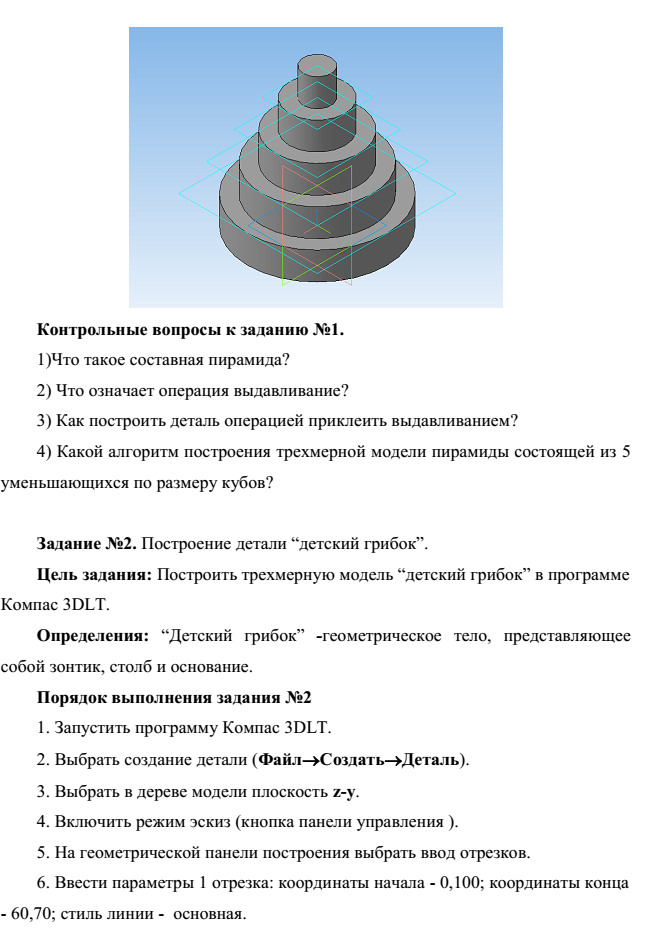 Контрольные вопросы к заданию №1.
1)Что такое составная пирамида?
2) Что означает операция выдавливание?
3) Как построить деталь операцией приклеить выдавливанием?
4) Какой алгоритм построения трехмерной модели пирамиды состоящей из 5
уменьшающихся по размеру кубов?
Задание №2. Построение детали “детский грибок”.
Цель задания: Построить трехмерную модель “детский грибок” в программе
Компас 3DLT.
Определения: “Детский грибок” -геометрическое тело, представляющее
собой зонтик, столб и основание.
Порядок выполнения задания №2
1. Запустить программу Компас 3DLT.
2. Выбрать создание детали (Файл→Создать→Деталь).
3. Выбрать в дереве модели плоскость z-y.
4. Включить режим эскиз (кнопка панели управления ).
5. На геометрической панели построения выбрать ввод отрезков.
6. Ввести параметры 1 отрезка: координаты начала - 0,100; координаты конца
- 60,70; стиль линии - основная.